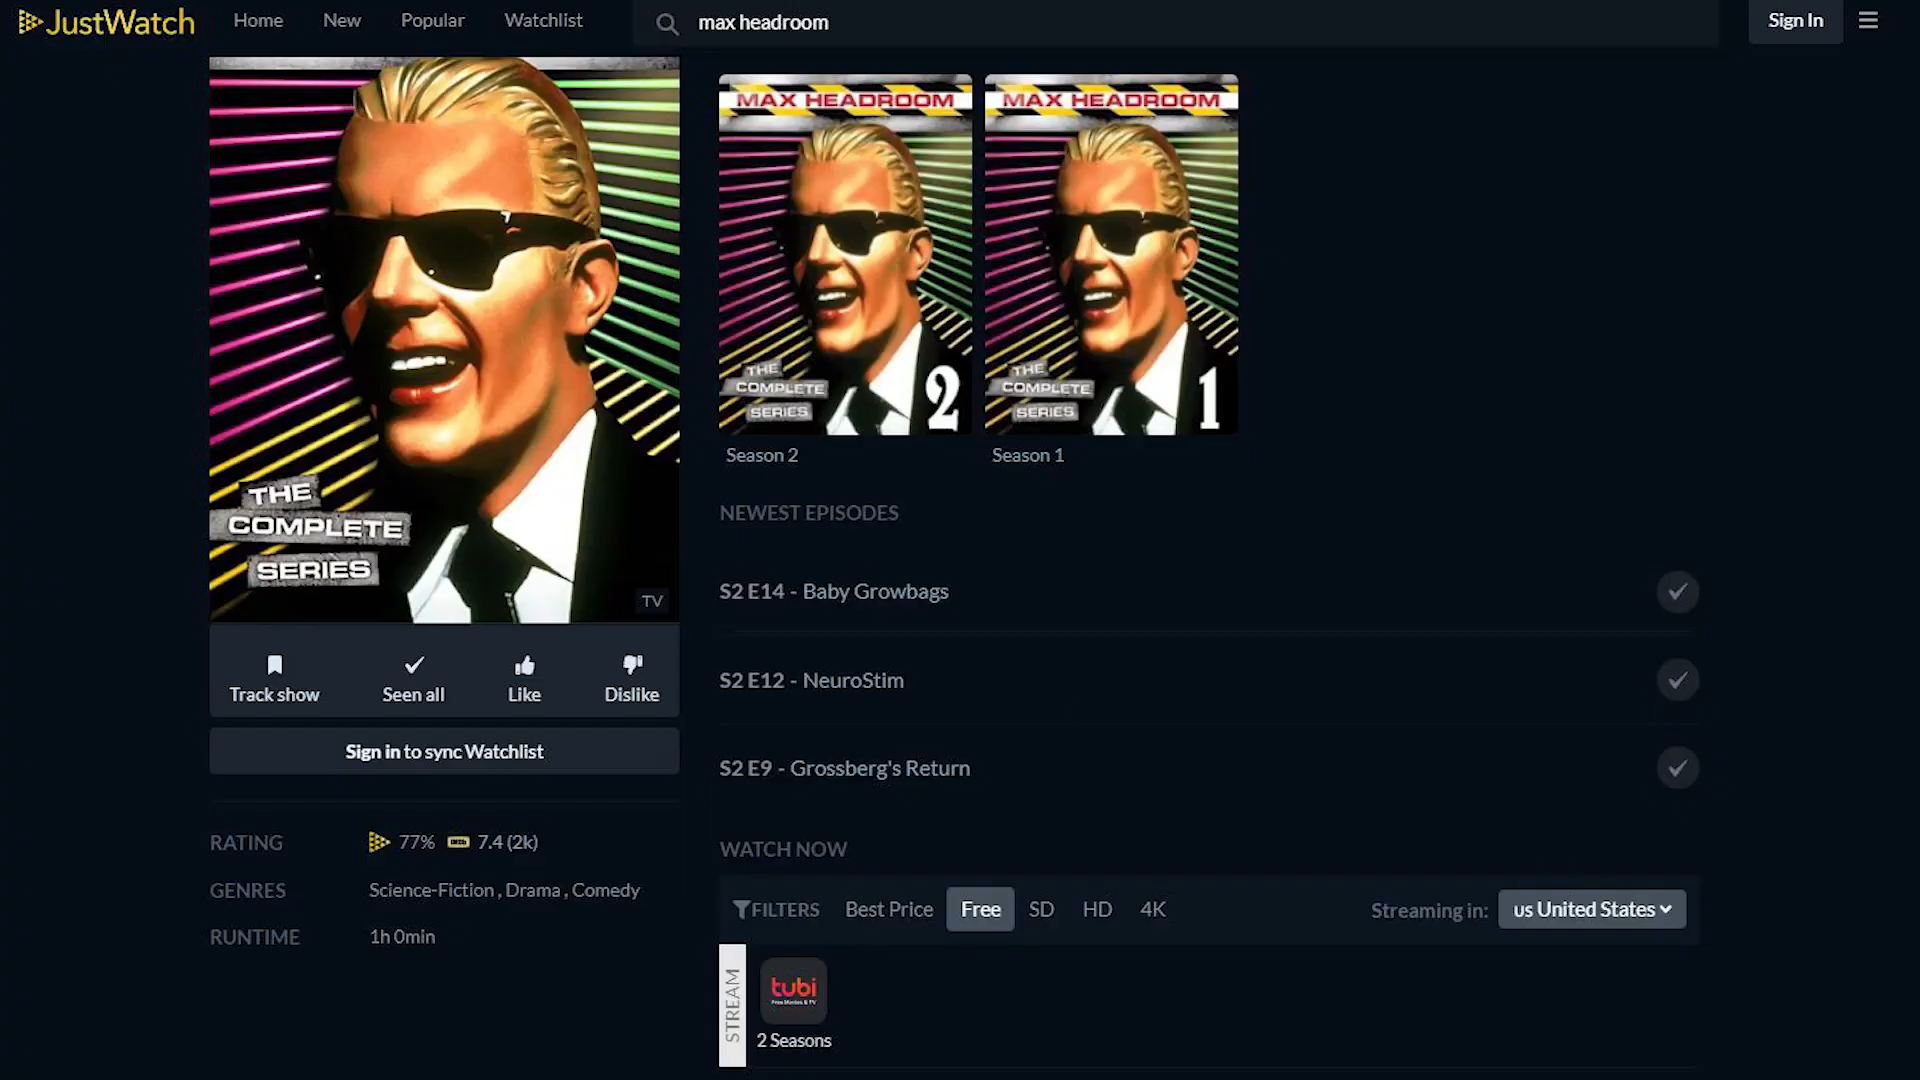 JustWatch
Home
New
Popular
Watchlist
max headroom
Sign In
THE
COMPLETE
SERIES
TV
MAX HEADROOM
THE
COMPLETE
SERIES
2
MAX HEADROOM
THE
COMPLETE
SERIES
1
Season 2
Season 1
NEWEST EPISODES
S2 E14 - Baby Growbags
S2 E12 - NeuroStim
S2 E9 - Grossberg's Return
Track show
Seen all
Like
Dislike
Sign in to sync Watchlist
RATING
77%
IMDb
7.4 (2k)
GENRES
Science-Fiction , Drama , Comedy
RUNTIME
1h 0min
WATCH NOW
FILTERS
Best Price
Free
SD
HD
4K
Streaming in:
us United States
STREAM
tubi
Free Movies & TV
2 Seasons